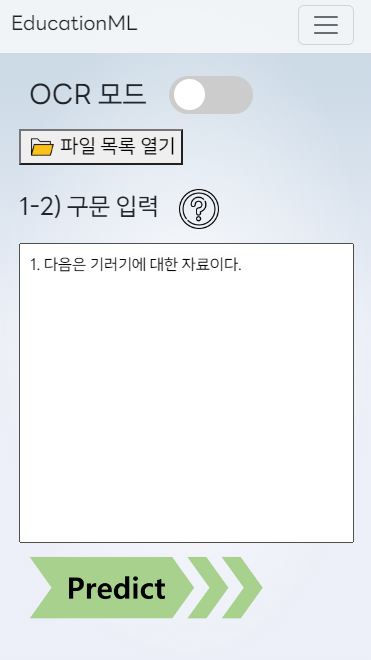 EducationML
OCR 모드
파일 목록 열기
1-2) 구문 입력
1. 다음은 기러기에 대한 자료이다.
Predict